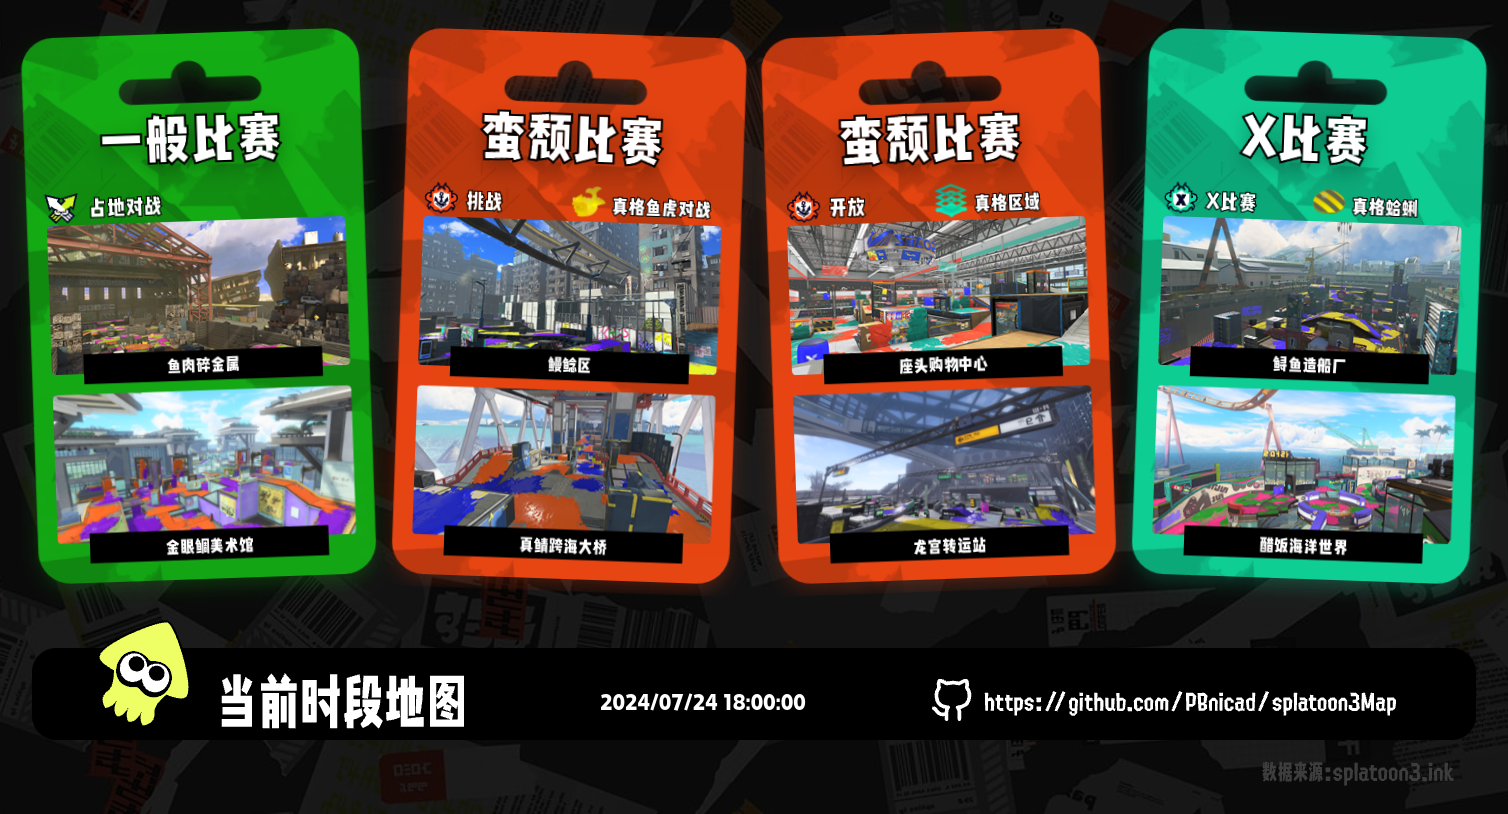 一般比赛
占地对战
鱼肉碎金属
金眼鲷美术馆
蛮颓比赛
挑战
真格鱼虎对战
鳗鲶区
真鲭跨海大桥
蛮颓比赛
开放
真格区域
座头购物中心
龙宫转运站
X比赛
X比赛
真格蛤蜊
鲟鱼造船厂
醋饭海洋世界
当前时段地图
2024/07/24 18:00:00
https://github.com/PBnicad/splatoon3Map
数据来源:splatoon3.ink